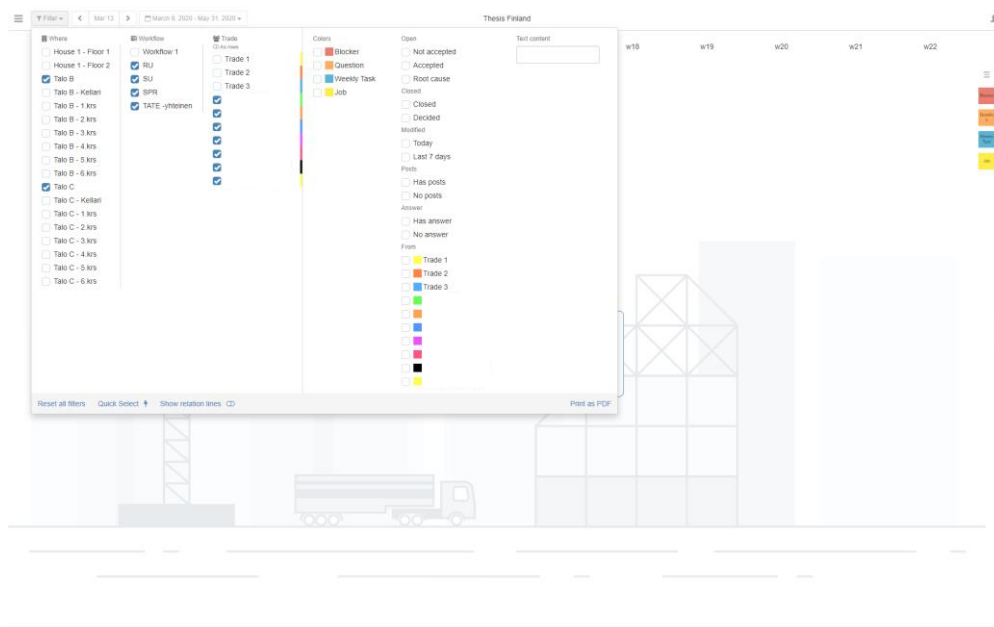 Filter
Mar 13
March 9, 2020 - May 31, 2020
Thesis Finland
w18 w19 w20 w21 w22
Where
House 1 - Floor 1
House 1 - Floor 2
Talo B
Talo B - Kellari
Talo B - 1.krs
Talo B - 2.krs
Talo B - 3.krs
Talo B - 4.krs
Talo B - 5.krs
Talo B - 6.krs
Talo C
Talo C - Kellari
Talo C - 1.krs
Talo C - 2.krs
Talo C - 3.krs
Talo C - 4.krs
Talo C - 5.krs
Talo C - 6.krs
Workflow
Workflow 1
RU
SU
SPR
TATE -yhteinen
Trade
As rows
Trade 1
Trade 2
Trade 3
Colors
Blocker
Question
Weekly Task
Job
Open
Not accepted
Accepted
Root cause
Closed
Closed
Decided
Modified
Today
Last 7 days
Posts
Has posts
No posts
Answer
Has answer
No answer
From
Trade 1
Trade 2
Trade 3
Text content
Reset all filters Quick Select Show relation lines Print as PDF